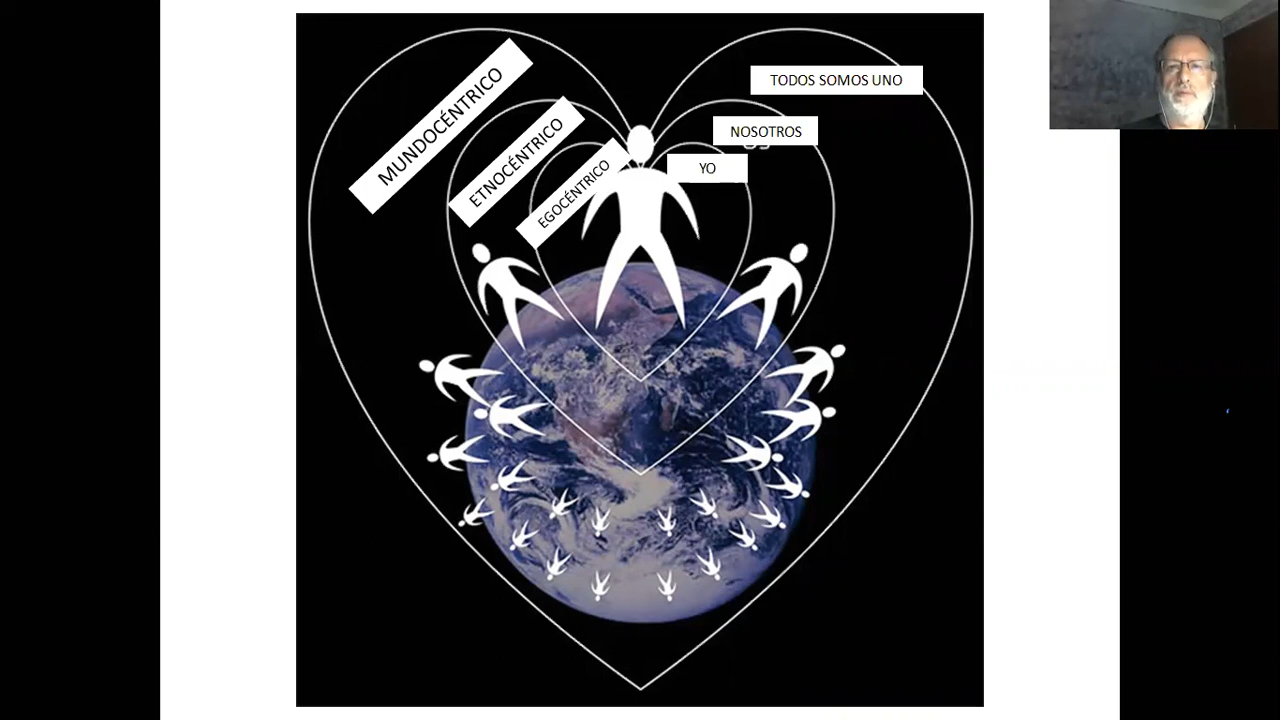 MUNDOCÉNTRICO
TODOS SOMOS UNO
ETNOCÉNTRICO
NOSOTROS
EGOCÉNTRICO
YO